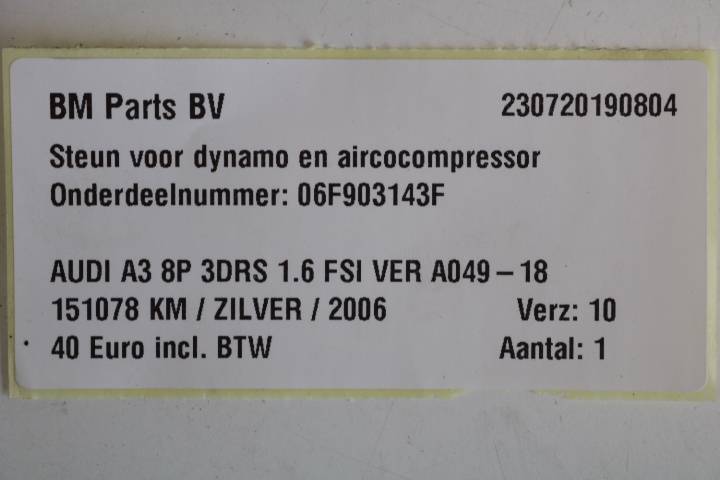 BM Parts BV 230720190804
Steun voor dynamo en aircocompressor
Onderdeelnummer: 06F903143F
AUDI A3 8P 3DRS 1.6 FSI VER A049 – 18
151078 KM / ZILVER / 2006 Verz: 10
40 Euro incl. BTW Aantal: 1